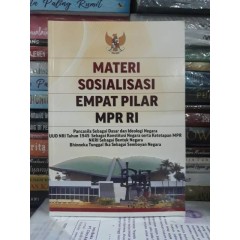 MATERI
SOSIALISASI
EMPAT PILAR
MPR RI
Pancasila Sebagai Dasar dan Ideologi Negara
UUD NRI Tahun 1945 Sebagai Konstitusi Negara serta Ketetapan MPR
NKRI Sebagai Bentuk Negara
Bhinneka Tunggal Ika Sebagai Semboyan Negara